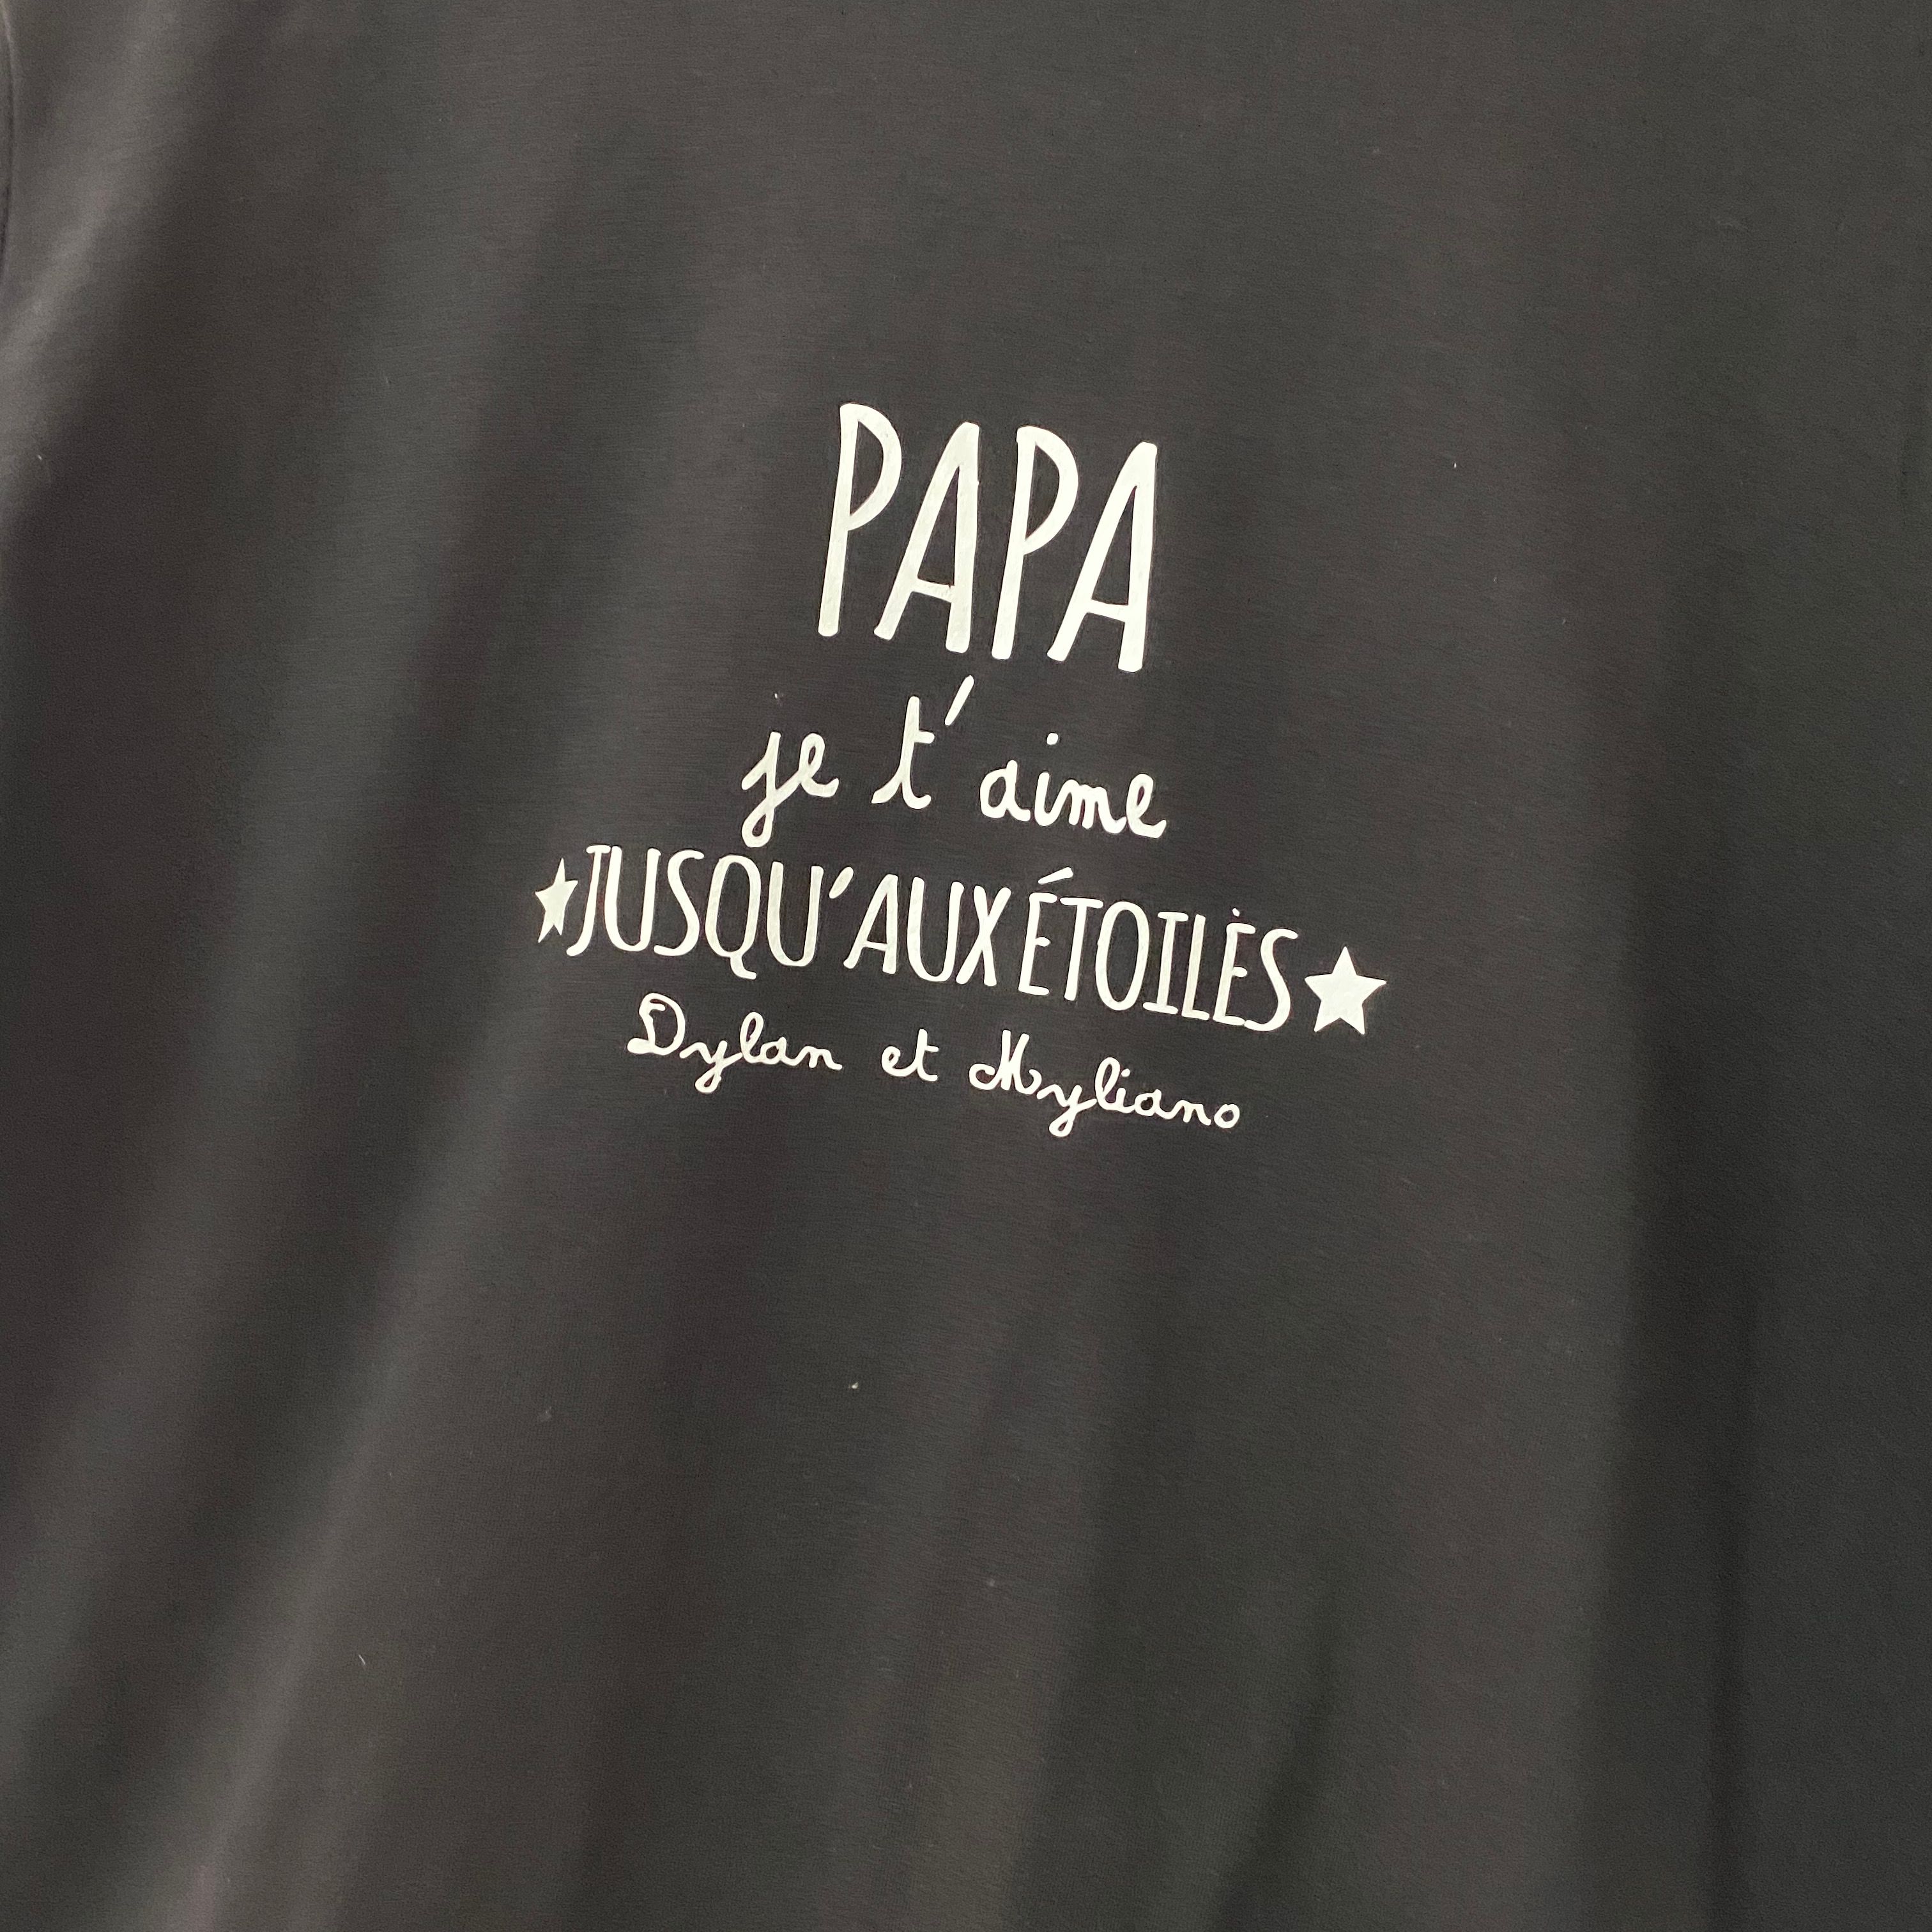 PAPA
je t'aime
JUSQU'AUX ÉTOILES
Dylan et Myliano